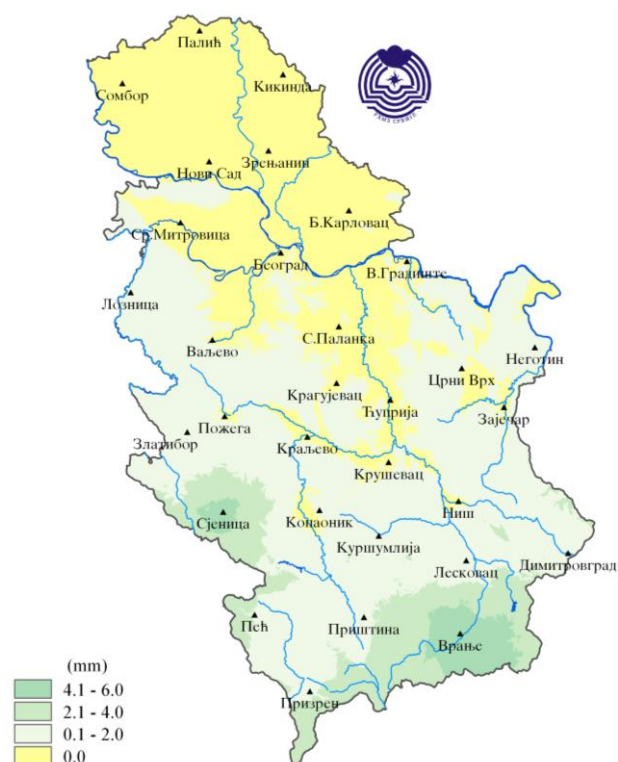 Палић
Кикинда
Сомбор
РХМЗ СРБИЈЕ
Зрењанин
Нови Сад
Б.Карловац
Ср.Митровица
Београд
В.Градиште
Лозница
С.Паланка
Ваљево
Неготин
Црни Врх
Крагујевац
Ћуприја
Зајечар
Пожега
Златибор
Краљево
Крушевац
Ниш
Сјеница
Копаоник
Куршумлија
Димитровград
Лесковац
Пећ
Приштина
Врање
Призрен
(mm)
4.1 - 6.0
2.1 - 4.0
0.1 - 2.0
0.0